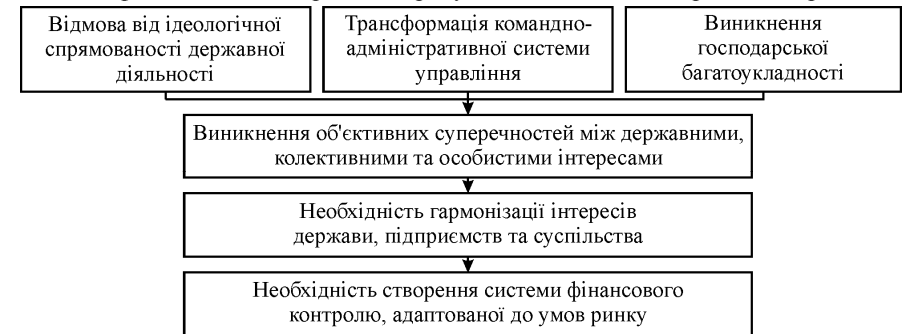 Відмова від ідеологічної
спрямованості державної
діяльності
Трансформація командно-
адміністративної системи
управління
Виникнення
господарської
багатоукладності
Виникнення об'єктивних суперечностей між державними,
колективними та особистими інтересами
Необхідність гармонізації інтересів
держави, підприємств та суспільства
Необхідність створення системи фінансового
контролю, адаптованої до умов ринку